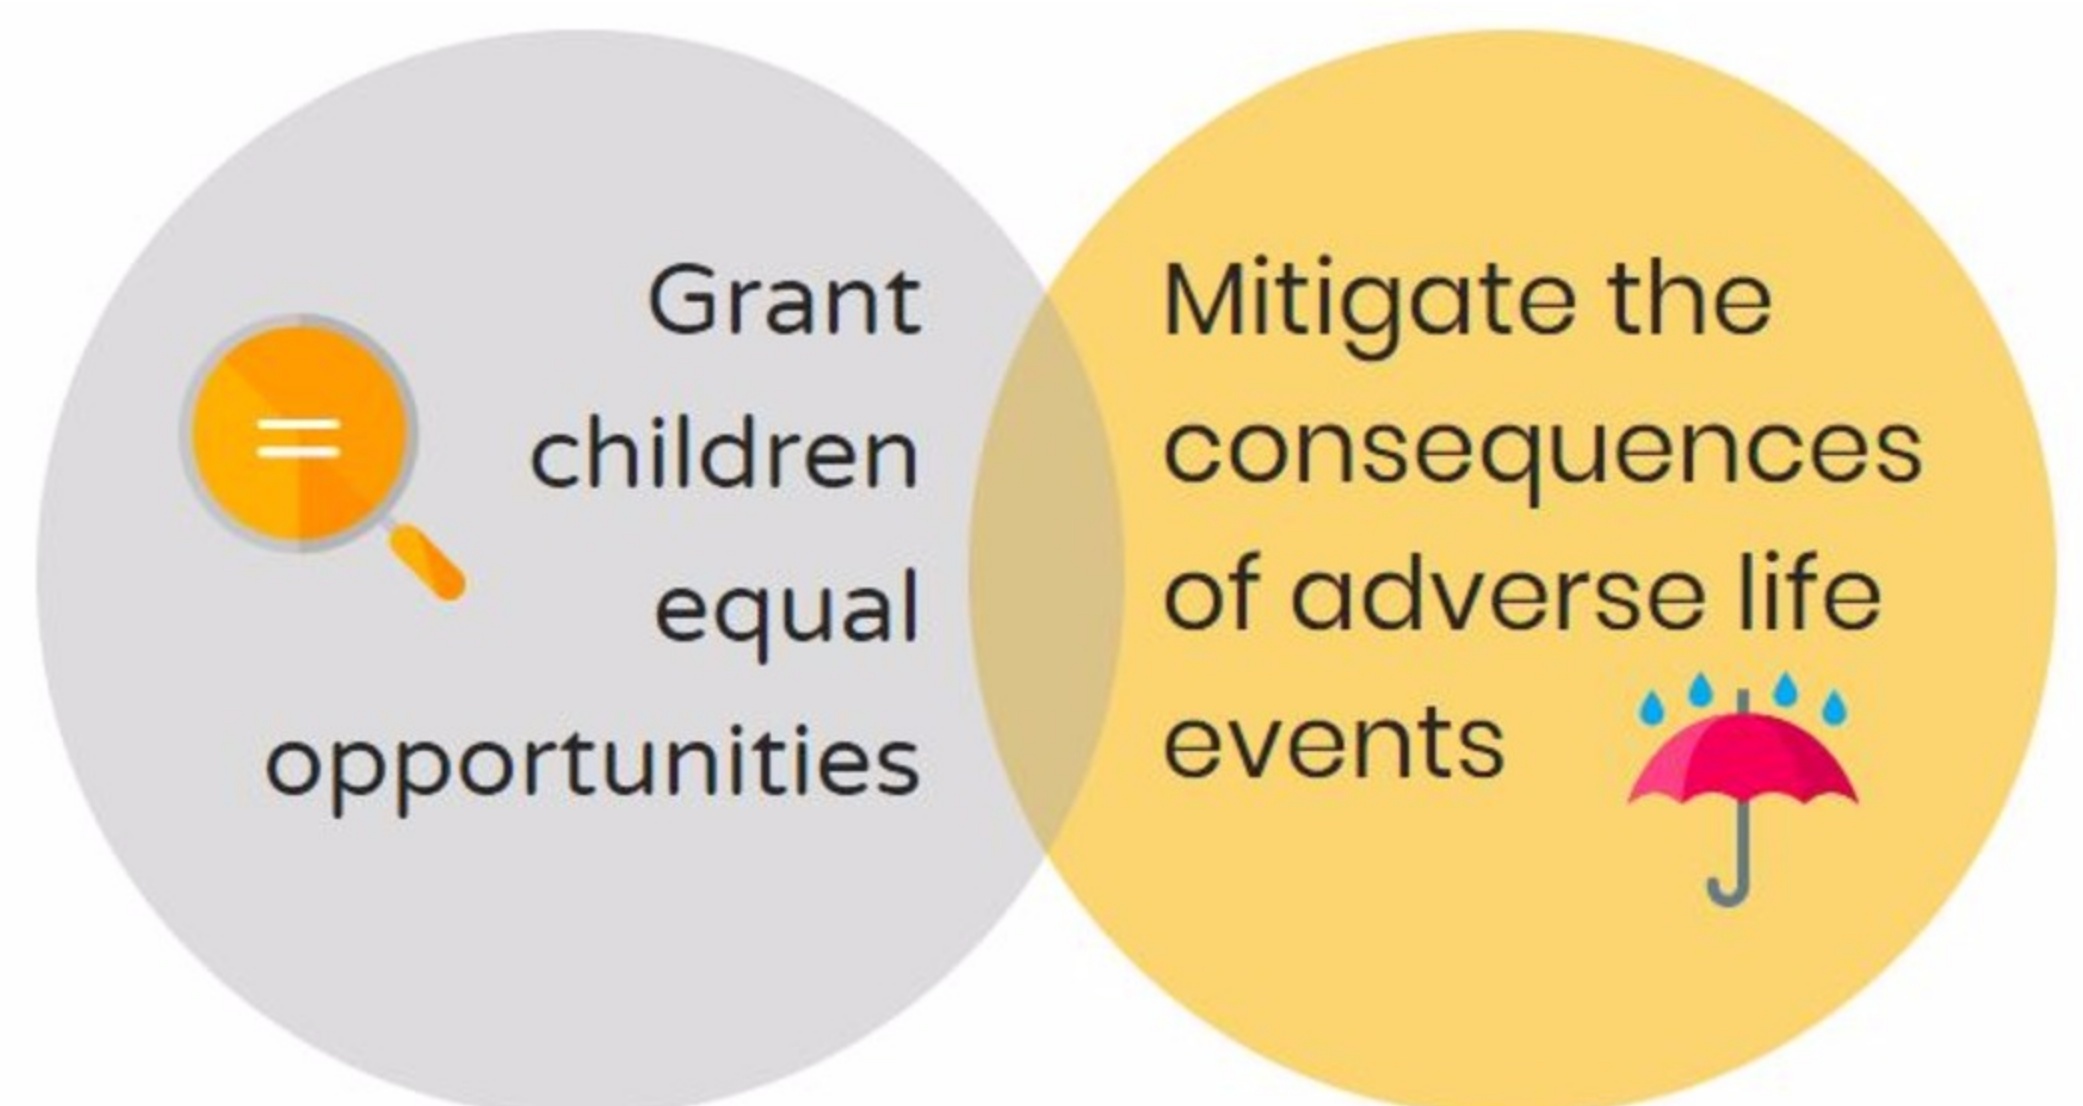 Grant
children
equal
opportunities
Mitigate the
consequences
of adverse life
events